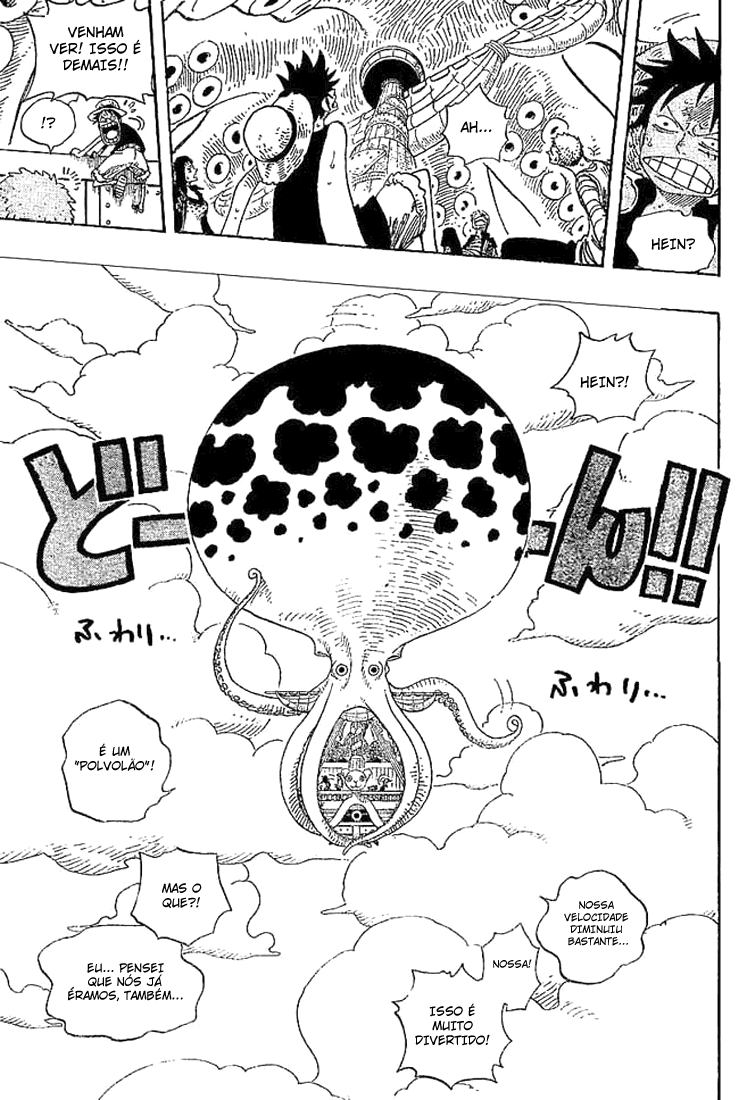 HEIN?
AH...
VENHAM
VER! ISSO É
DEMAIS!!
!?
HEIN?!
どーーん!!
ふわり...
ふわり...
É UM
"POLVOLÃO"!
NOSSA
VELOCIDADE
DIMINUIU
BASTANTE...
NOSSA!
ISSO É
MUITO
DIVERTIDO!
MAS O
QUE?!
EU... PENSEI
QUE NÓS JÁ
ÉRAMOS, TAMBÉM...